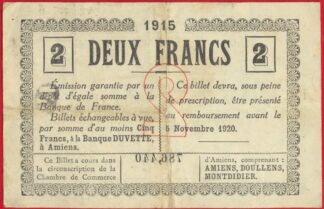 1915
2 DEUX FRANCS 2
Émission garantie par un
d'égale somme à la
Banque de France.
Billets échangeables à vue,
par somme d'au moins Cinq
Francs, à la Banque DUVETTE,
à Amiens.
Ce billet devra, sous peine
de prescription, être présenté
au remboursement avant le
5 Novembre 1920.
Ce Billet a cours dans
la circonscription de la
Chambre de Commerce
d'Amiens, comprenant :
AMIENS, DOULLENS,
MONTDIDIER.